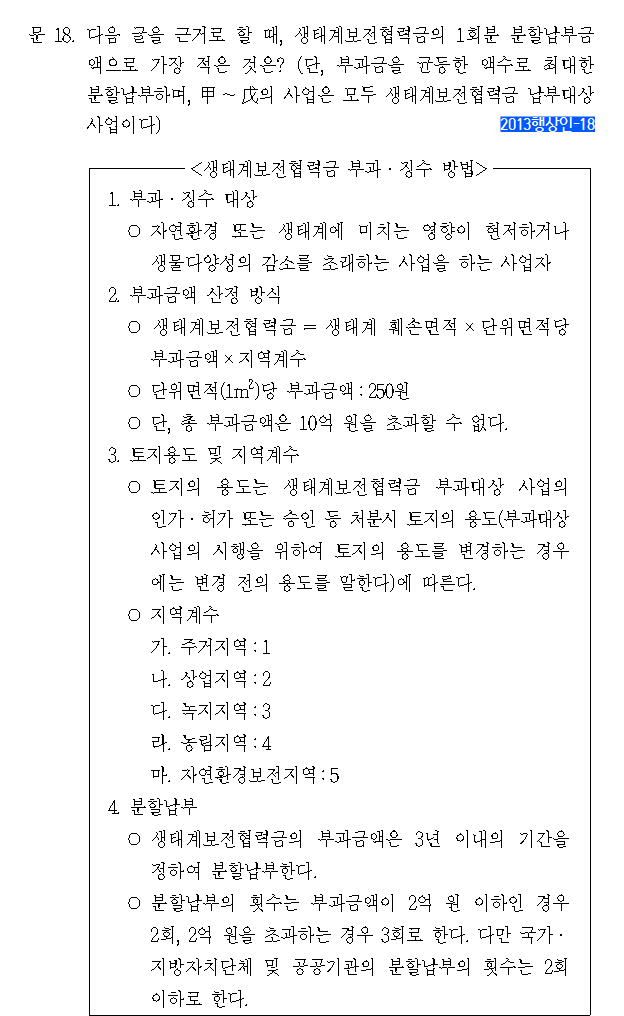 문 18. 다음 글을 근거로 할 때, 생태계보전협력금의 1회분 분할납부금
액으로 가장 적은 것은? (단, 부과금을 균등한 액수로 최대한
분할납부하며, 甲 ~ 戊의 사업은 모두 생태계보전협력금 납부대상
사업이다)
2013행상인-18
<생태계보전협력금 부과 · 징수 방법>
1. 부과 · 징수 대상
○ 자연환경 또는 생태계에 미치는 영향이 현저하거나
생물다양성의 감소를 초래하는 사업을 하는 사업자
2. 부과금액 산정 방식
○ 생태계보전협력금 = 생태계 훼손면적 × 단위면적당
부과금액 × 지역계수
○ 단위면적(1m²)당 부과금액 : 250원
○ 단, 총 부과금액은 10억 원을 초과할 수 없다.
3. 토지용도 및 지역계수
○ 토지의 용도는 생태계보전협력금 부과대상 사업의
인가 · 허가 또는 승인 등 처분시 토지의 용도(부과대상
사업의 시행을 위하여 토지의 용도를 변경하는 경우
에는 변경 전의 용도를 말한다)에 따른다.
○ 지역계수
가. 주거지역 : 1
나. 상업지역 : 2
다. 녹지지역 : 3
라. 농림지역 : 4
마. 자연환경보전지역 : 5
4. 분할납부
○ 생태계보전협력금의 부과금액은 3년 이내의 기간을
정하여 분할납부한다.
○ 분할납부의 횟수는 부과금액이 2억 원 이하인 경우
2회, 2억 원을 초과하는 경우 3회로 한다. 다만 국가 ·
지방자치단체 및 공공기관의 분할납부의 횟수는 2회
이하로 한다.